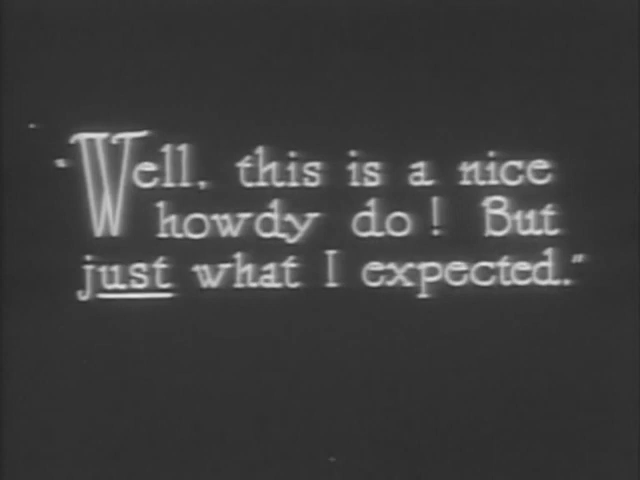 "Well, this is a nice
howdy do! But
just what I expected."